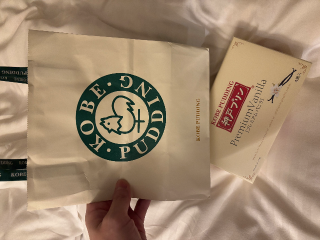 KOBE · PUDDING ·
KOBE PUDDING
KOBE PUDDING
神戸プリン
Premium Vanilla